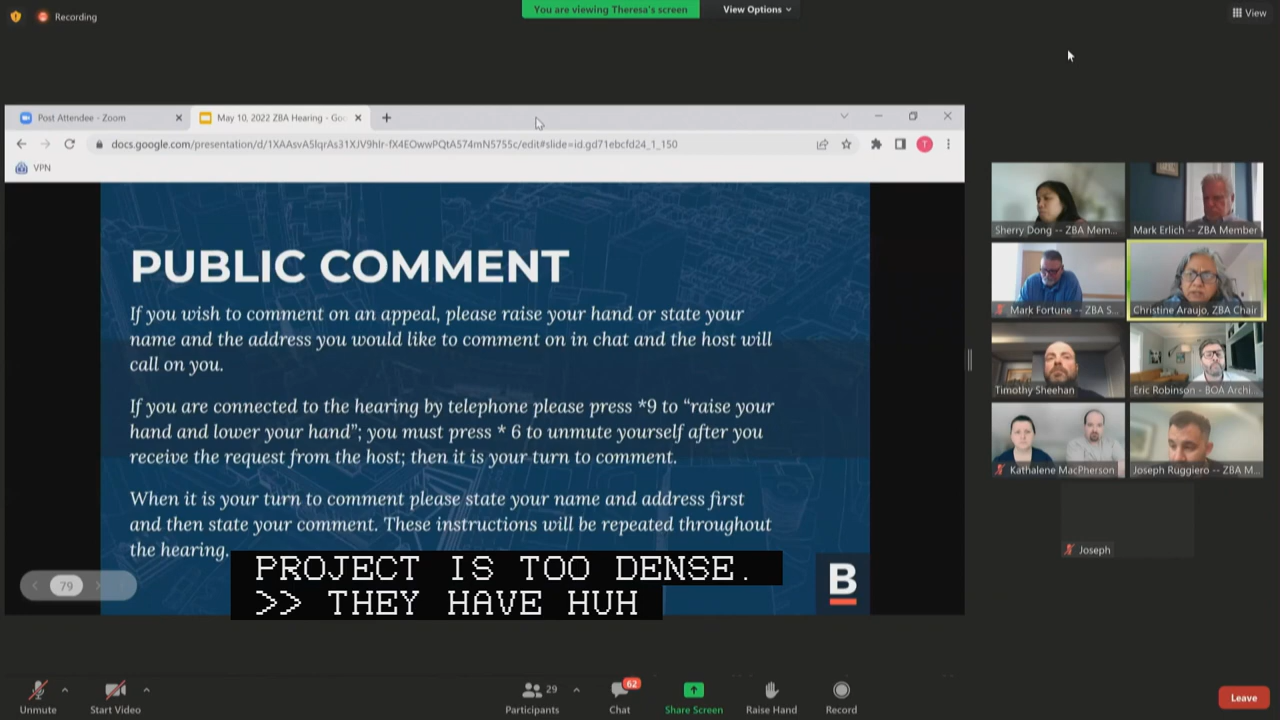 Recording
You are viewing Theresa's screen
View Options
View
Post Attendee - Zoom
May 10, 2022 ZBA Hearing - Goo
docs.google.com/presentation/d/1XAAsvA5lqrAs31XJV9hIr-fX4EOwwPQtA574mN5755c/edit#slide=id.gd71ebcfd24_1_150
T
VPN
PUBLIC COMMENT
If you wish to comment on an appeal, please raise your hand or state your
name and the address you would like to comment on in chat and the host will
call on you.
If you are connected to the hearing by telephone please press *9 to “raise your
hand and lower your hand”; you must press * 6 to unmute yourself after you
receive the request from the host; then it is your turn to comment.
When it is your turn to comment please state your name and address first
and then state your comment. These instructions will be repeated throughout
the hearing.
PROJECT IS TOO DENSE.
>> THEY HAVE HUH
79
B
Sherry Dong -- ZBA Mem...
Mark Erlich -- ZBA Member
Mark Fortune -- ZBA S...
Christine Araujo, ZBA Chair
Timothy Sheehan
Eric Robinson - BOA Archi...
Kathalene MacPherson
Joseph Ruggiero -- ZBA M...
Joseph
Unmute
Start Video
29
Participants
62
Chat
Share Screen
Raise Hand
Record
Leave